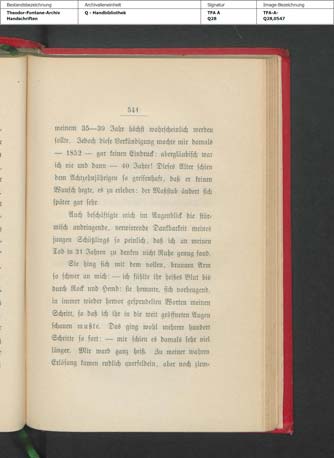 Bestandsbezeichnung
Theodor-Fontane-Archiv
Handschriften
Archivalieneinheit
Q - Handbibliothek
Signatur
TFA A
Q28
Image-Bezeichnung
TFA-A-
Q28,0547
541
meinem 35—39 Jahr höchst wahrscheinlich werden
sollte. Jedoch diese Verkündigung machte mir damals
— 1852 — gar keinen Eindruck: abergläubisch war
ich nie und dann — 40 Jahre! Dieses Alter schien
dem Achtzehnjährigen so greisenhaft, daß er keinen
Wunsch hegte, es zu erleben: der Maßstab ändert sich
später gar sehr.
Auch beschäftigte mich im Augenblick die stür-
misch andringende, verwirrende Dankbarkeit meines
jungen Schützlings so peinlich, daß ich an meinen
Tod in 21 Jahren zu denken nicht Ruhe genug fand.
Sie hing sich mit dem vollen, braunen Arm
so schwer an mich: — ich fühlte ihr heißes Blut bis
durch Rock und Hemd: sie hemmte, sich vorbeugend,
in immer wieder hervor gesprudelten Worten meinen
Schritt, so daß ich ihr in die weit geöffneten Augen
schauen mußte. Das ging wohl mehrere hundert
Schritte so fort: — mir schien es damals sehr viel
länger. Mir ward ganz heiß. Zu meiner wahren
Erlösung kamen endlich querfeldein, aber noch ziem-